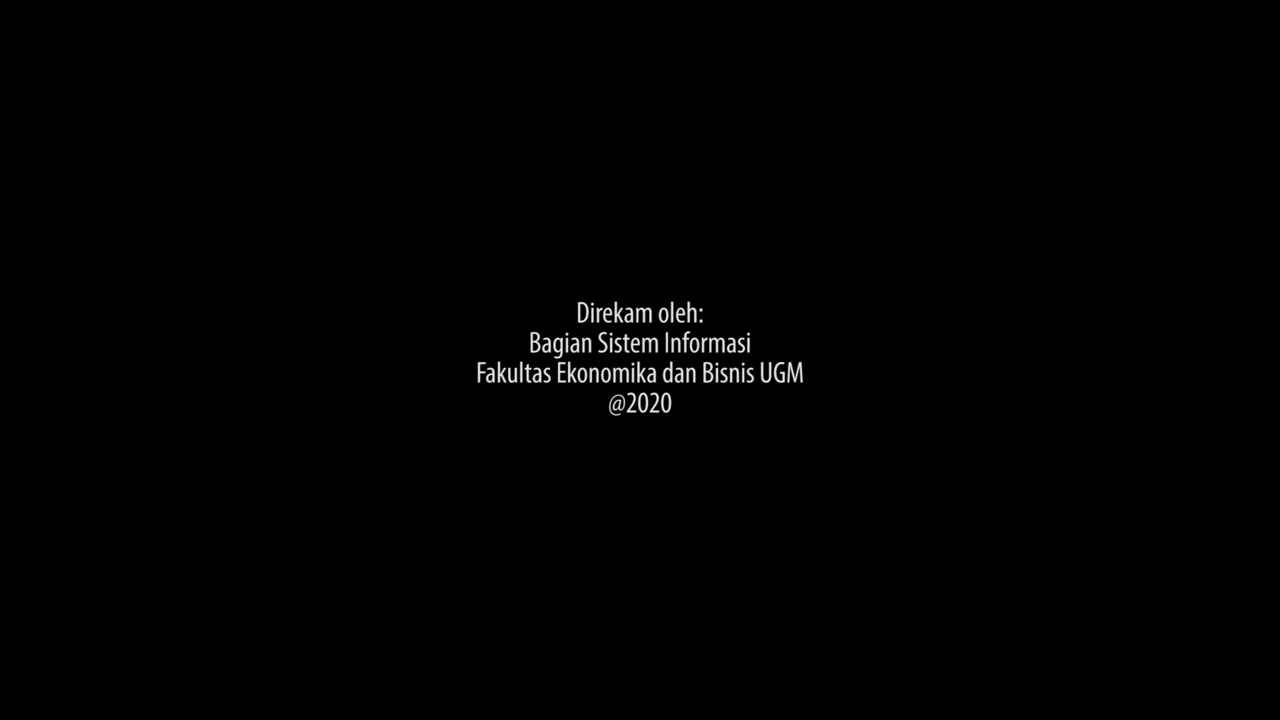 Direkam oleh:
Bagian Sistem Informasi
Fakultas Ekonomika dan Bisnis UGM
@2020